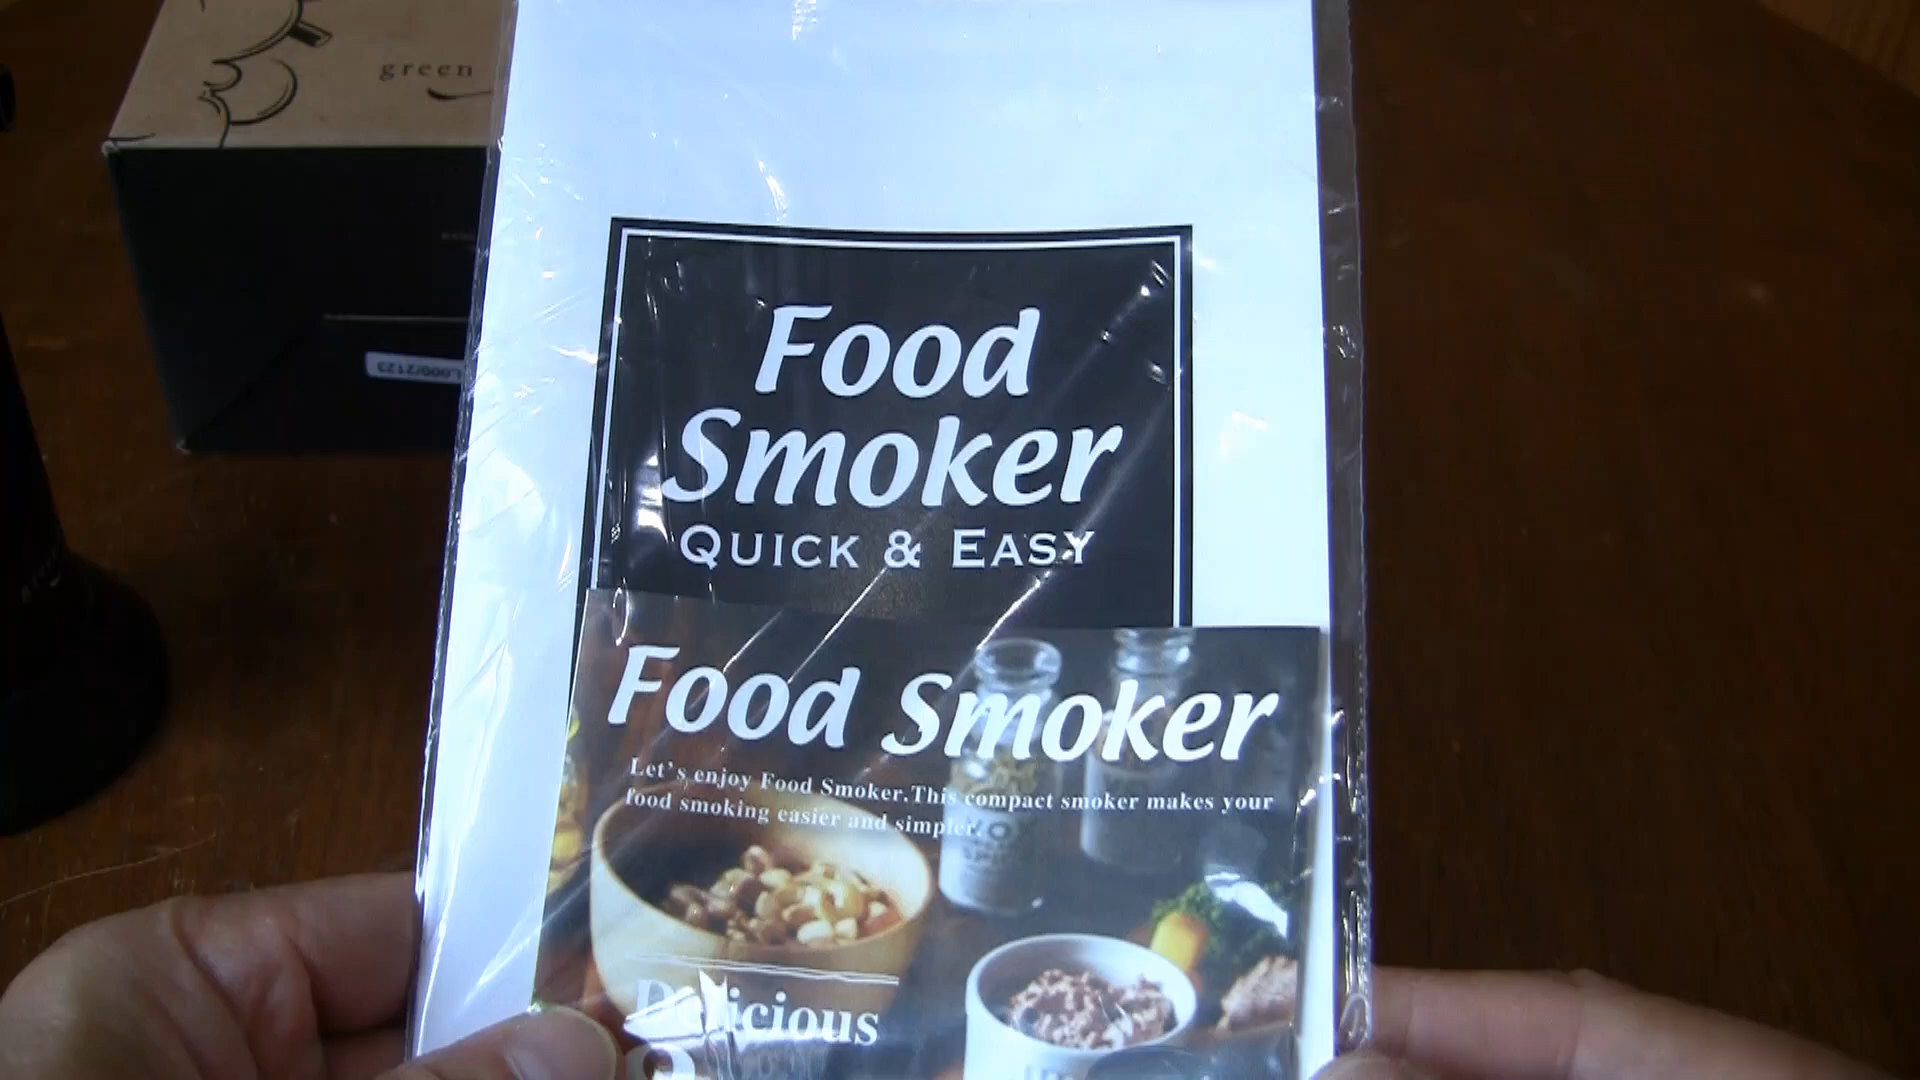 green
Food
Smoker
QUICK & EASY
Food Smoker
Let's enjoy Food Smoker.This compact smoker makes your
food smoking easier and simpler.
Delicious